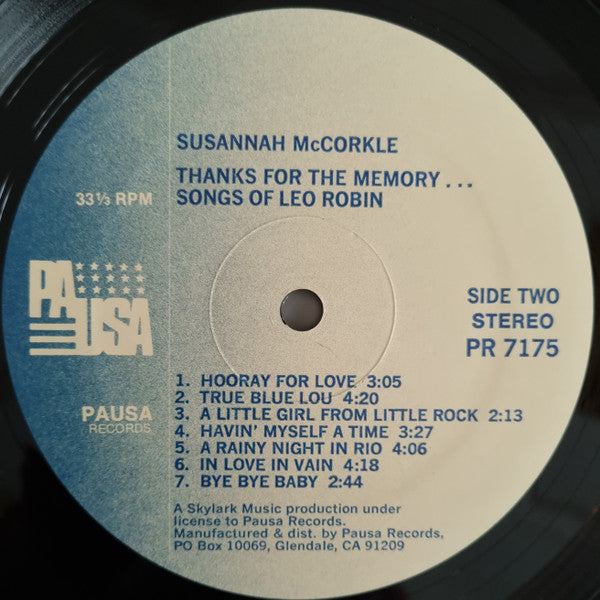 SUSANNAH McCORKLE
THANKS FOR THE MEMORY...
SONGS OF LEO ROBIN
33⅓ RPM
PAUSA
SIDE TWO
STEREO
PR 7175
PAUSA
RECORDS
1. HOORAY FOR LOVE 3:05
2. TRUE BLUE LOU 4:20
3. A LITTLE GIRL FROM LITTLE ROCK 2:13
4. HAVIN' MYSELF A TIME 3:27
5. A RAINY NIGHT IN RIO 4:06
6. IN LOVE IN VAIN 4:18
7. BYE BYE BABY 2:44
A Skylark Music production under
license to Pausa Records.
Manufactured & dist. by Pausa Records,
PO Box 10069, Glendale, CA 91209